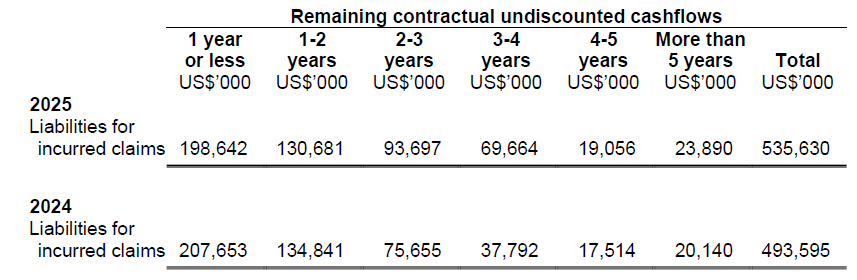 Remaining contractual undiscounted cashflows
1 year 1-2 2-3 3-4 4-5 More than
or less years years years years 5 years Total
US$'000 US$'000 US$'000 US$'000 US$'000 US$'000 US$'000
2025
Liabilities for
incurred claims 198,642 130,681 93,697 69,664 19,056 23,890 535,630
2024
Liabilities for
incurred claims 207,653 134,841 75,655 37,792 17,514 20,140 493,595